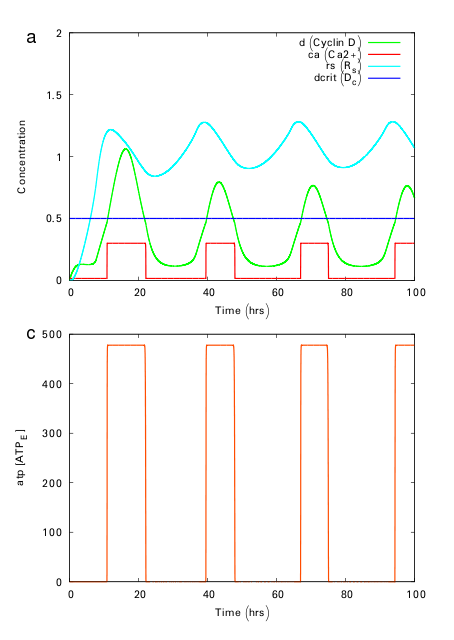 a
2
d (Cyclin D )
ca (Ca2+)
rs (Rs)
dcrit (Dc)
1.5
1
0.5
0
Concentration
0 20 40 60 80 100
Time (hrs)
c
500
400
300
200
100
0
atp [ATPE]
0 20 40 60 80 100
Time (hrs)